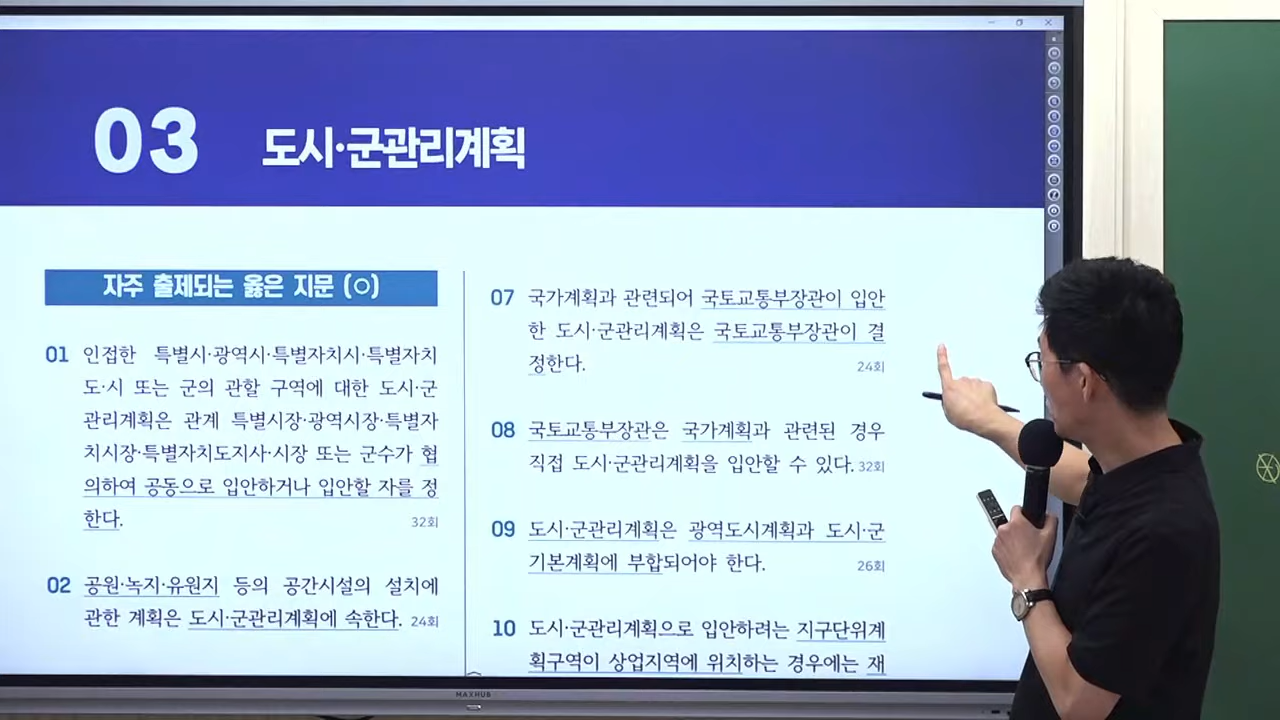 03 도시·군관리계획
자주 출제되는 옳은 지문 (○)
01 인접한 특별시·광역시·특별자치시·특별자치
도·시 또는 군의 관할 구역에 대한 도시·군
관리계획은 관계 특별시장·광역시장·특별자
치시장·특별자치도지사·시장 또는 군수가 협
의하여 공동으로 입안하거나 입안할 자를 정
한다. 32회
02 공원·녹지·유원지 등의 공간시설의 설치에
관한 계획은 도시·군관리계획에 속한다. 24회
07 국가계획과 관련되어 국토교통부장관이 입안
한 도시·군관리계획은 국토교통부장관이 결
정한다. 24회
08 국토교통부장관은 국가계획과 관련된 경우
직접 도시·군관리계획을 입안할 수 있다. 32회
09 도시·군관리계획은 광역도시계획과 도시·군
기본계획에 부합되어야 한다. 26회
10 도시·군관리계획으로 입안하려는 지구단위계
획구역이 상업지역에 위치하는 경우에는 재
MAXHUB